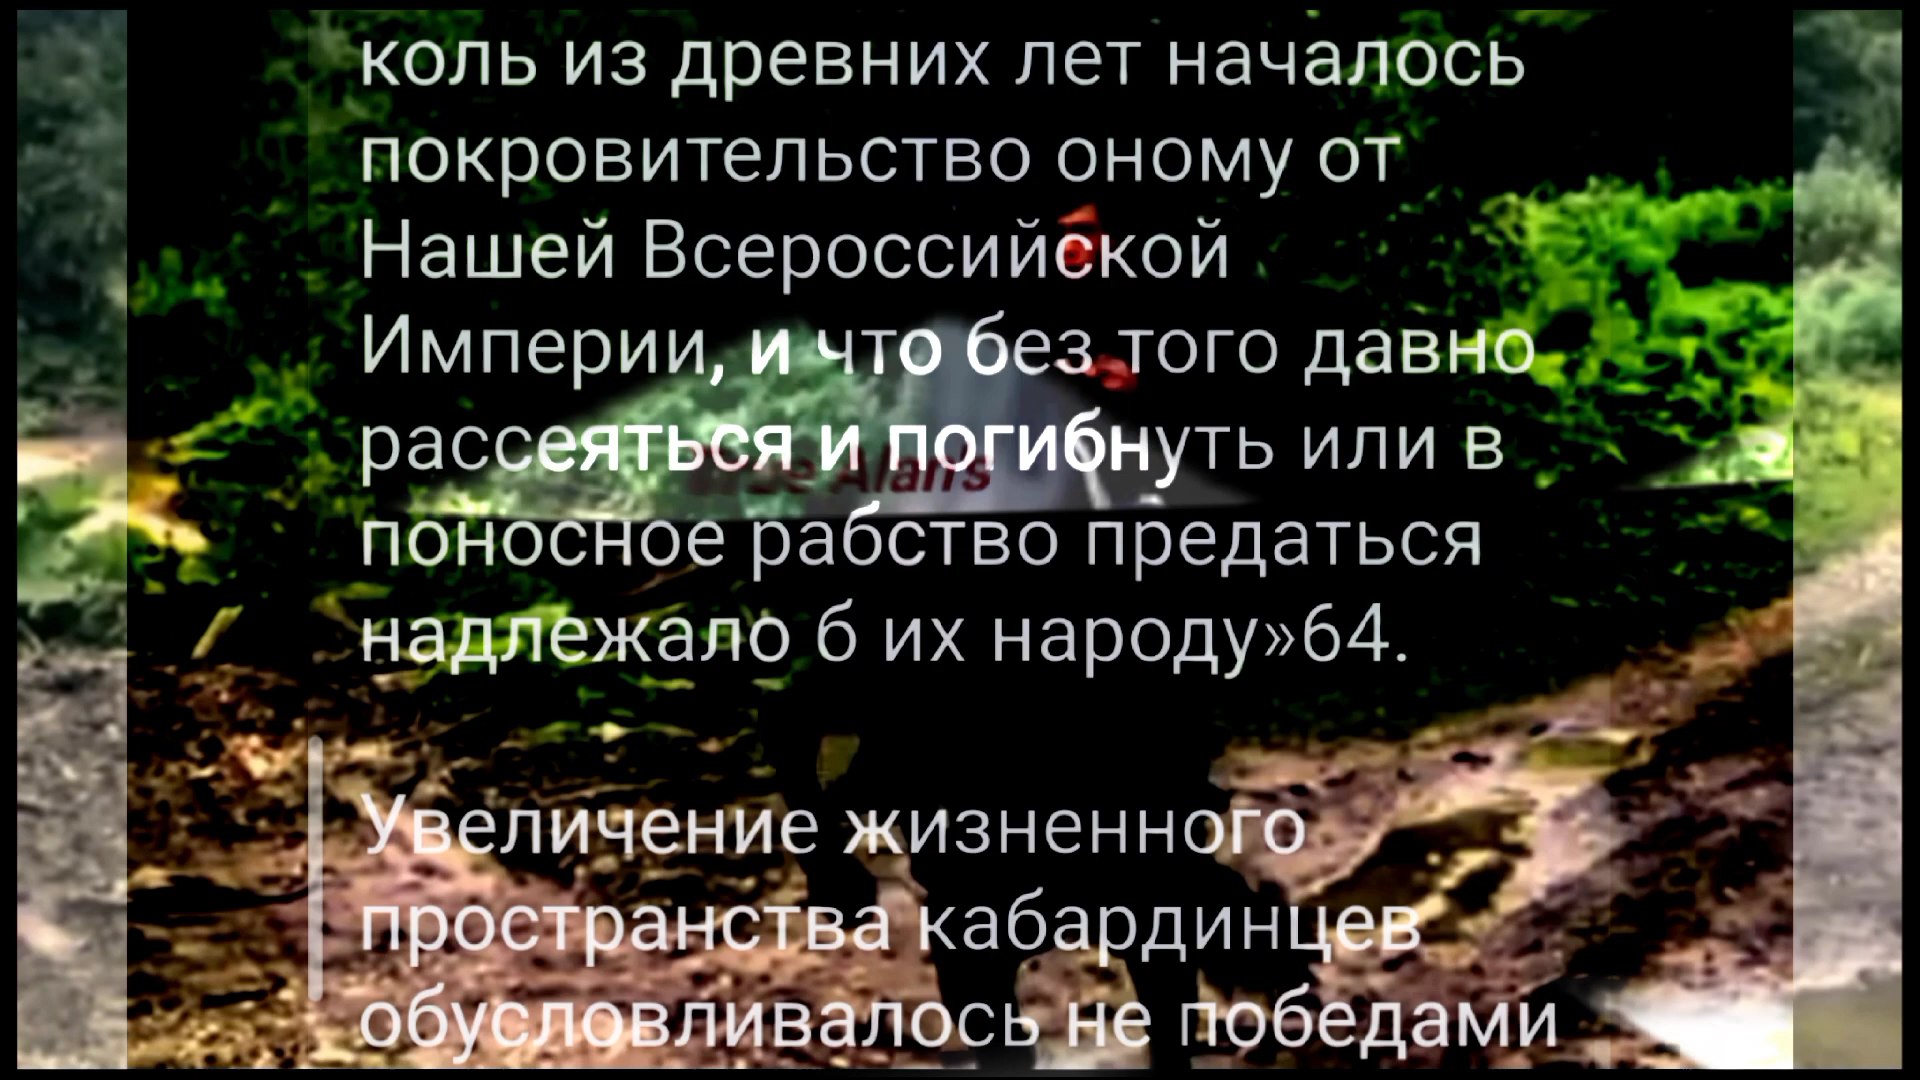 коль из древних лет началось
покровительство оному от
Нашей Всероссийской
Империи, и что без того давно
рассеяться и погибнуть или в
Alan's
поносное рабство предаться
надлежало б их народу»64.
Увеличение жизненного
пространства кабардинцев
обусловливалось не победами